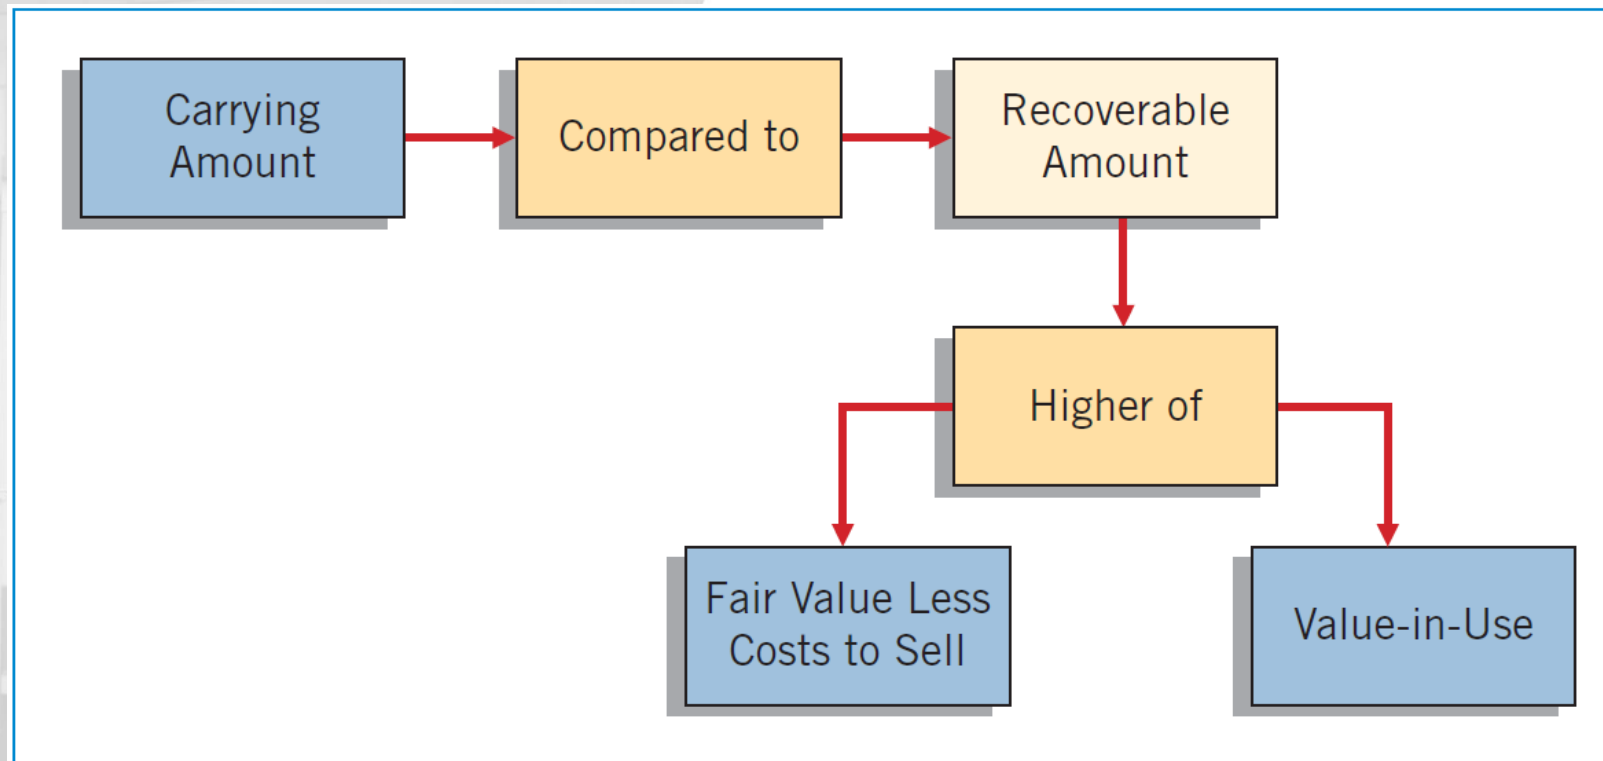 Carrying
Amount
Compared to
Recoverable
Amount
Higher of
Fair Value Less
Costs to Sell
Value-in-Use